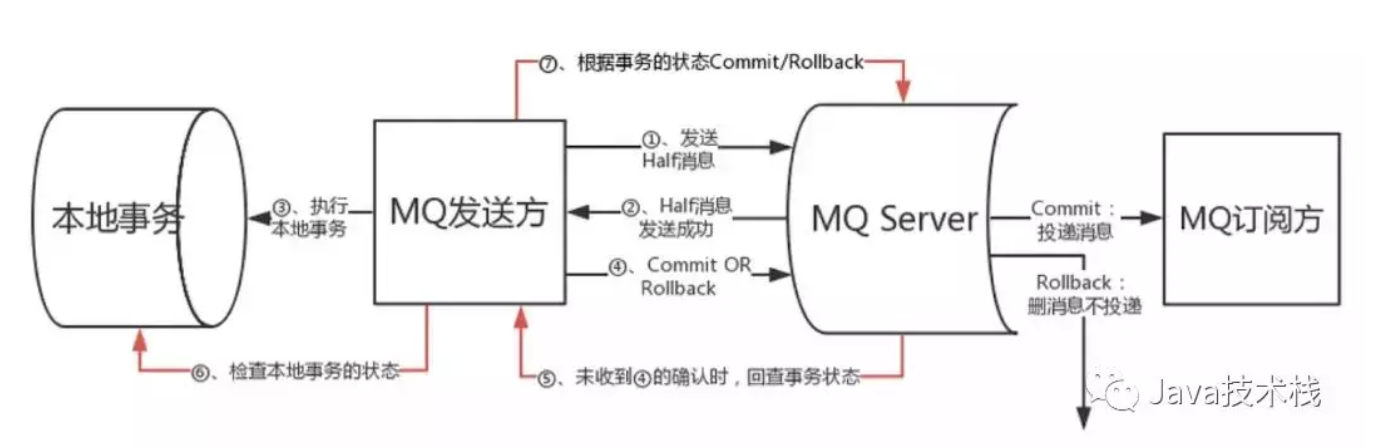 ⑦、根据事务的状态Commit/Rollback
①、发送
Half消息
本地事务
③、执行
本地事务
MQ发送方
②、Half消息
发送成功
MQ Server
Commit：
投递消息
MQ订阅方
④、Commit OR
Rollback
Rollback：
删消息不投递
⑥、检查本地事务的状态
⑤、未收到④的确认时，回查事务状态
Java技术栈